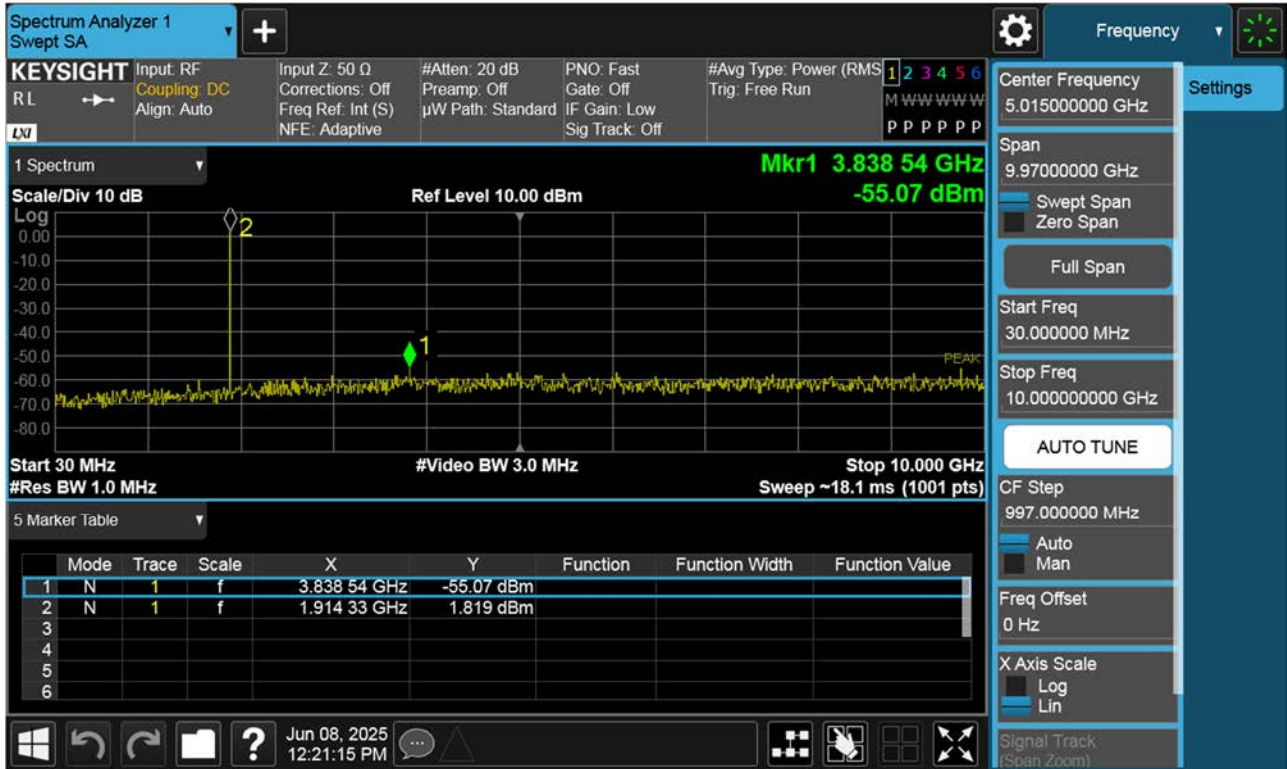 Spectrum Analyzer 1
Swept SA
+
Frequency
KEYSIGHT
RL
LXI
Input: RF
Coupling: DC
Align: Auto
Input Z: 50 Ω
Corrections: Off
Freq Ref: Int (S)
NFE: Adaptive
#Atten: 20 dB
Preamp: Off
µW Path: Standard
PNO: Fast
Gate: Off
IF Gain: Low
Sig Track: Off
#Avg Type: Power (RMS
Trig: Free Run
1 2 3 4 5 6
M W W W W W
P P P P P P
1 Spectrum
Mkr1 3.838 54 GHz
-55.07 dBm
Scale/Div 10 dB
Ref Level 10.00 dBm
Log
0.00
-10.0
-20.0
-30.0
-40.0
-50.0
-60.0
-70.0
-80.0
2
1
PEAK
Start 30 MHz
#Video BW 3.0 MHz
Stop 10.000 GHz
#Res BW 1.0 MHz
Sweep ~18.1 ms (1001 pts)
5 Marker Table
Mode Trace Scale X Y Function Function Width Function Value
1 N 1 f 3.838 54 GHz -55.07 dBm
2 N 1 f 1.914 33 GHz 1.819 dBm
3
4
5
6
?
Jun 08, 2025
12:21:15 PM
Center Frequency
5.015000000 GHz
Span
9.97000000 GHz
Swept Span
Zero Span
Full Span
Start Freq
30.000000 MHz
Stop Freq
10.000000000 GHz
AUTO TUNE
CF Step
997.000000 MHz
Auto
Man
Freq Offset
0 Hz
X Axis Scale
Log
Lin
Signal Track
(Span Zoom)
Settings